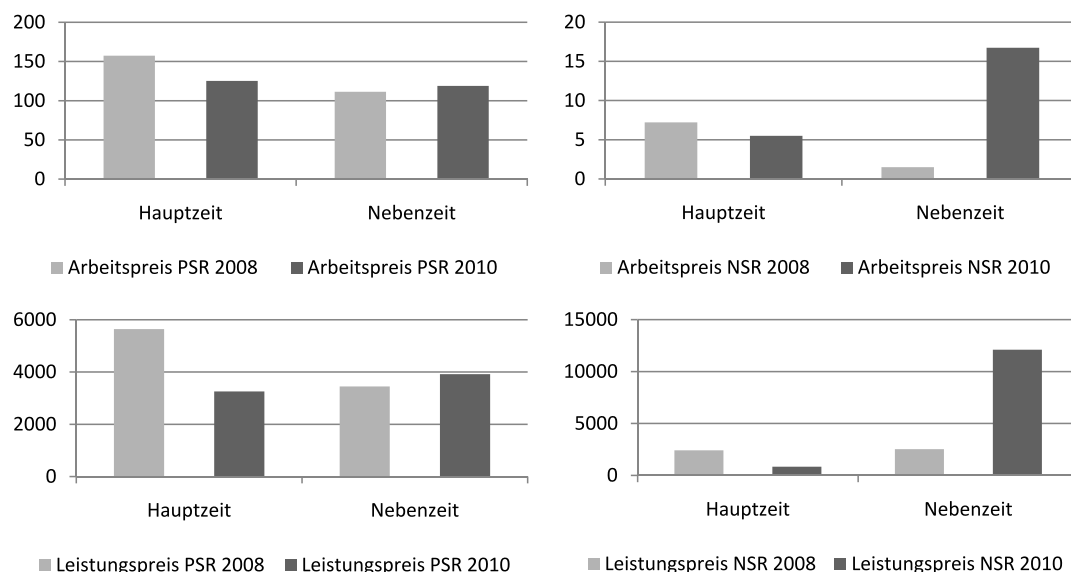 200
150
100
50
0
Hauptzeit Nebenzeit
Arbeitspreis PSR 2008 Arbeitspreis PSR 2010
20
15
10
5
0
Hauptzeit Nebenzeit
Arbeitspreis NSR 2008 Arbeitspreis NSR 2010
6000
4000
2000
0
Hauptzeit Nebenzeit
Leistungspreis PSR 2008 Leistungspreis PSR 2010
15000
10000
5000
0
Hauptzeit Nebenzeit
Leistungspreis NSR 2008 Leistungspreis NSR 2010